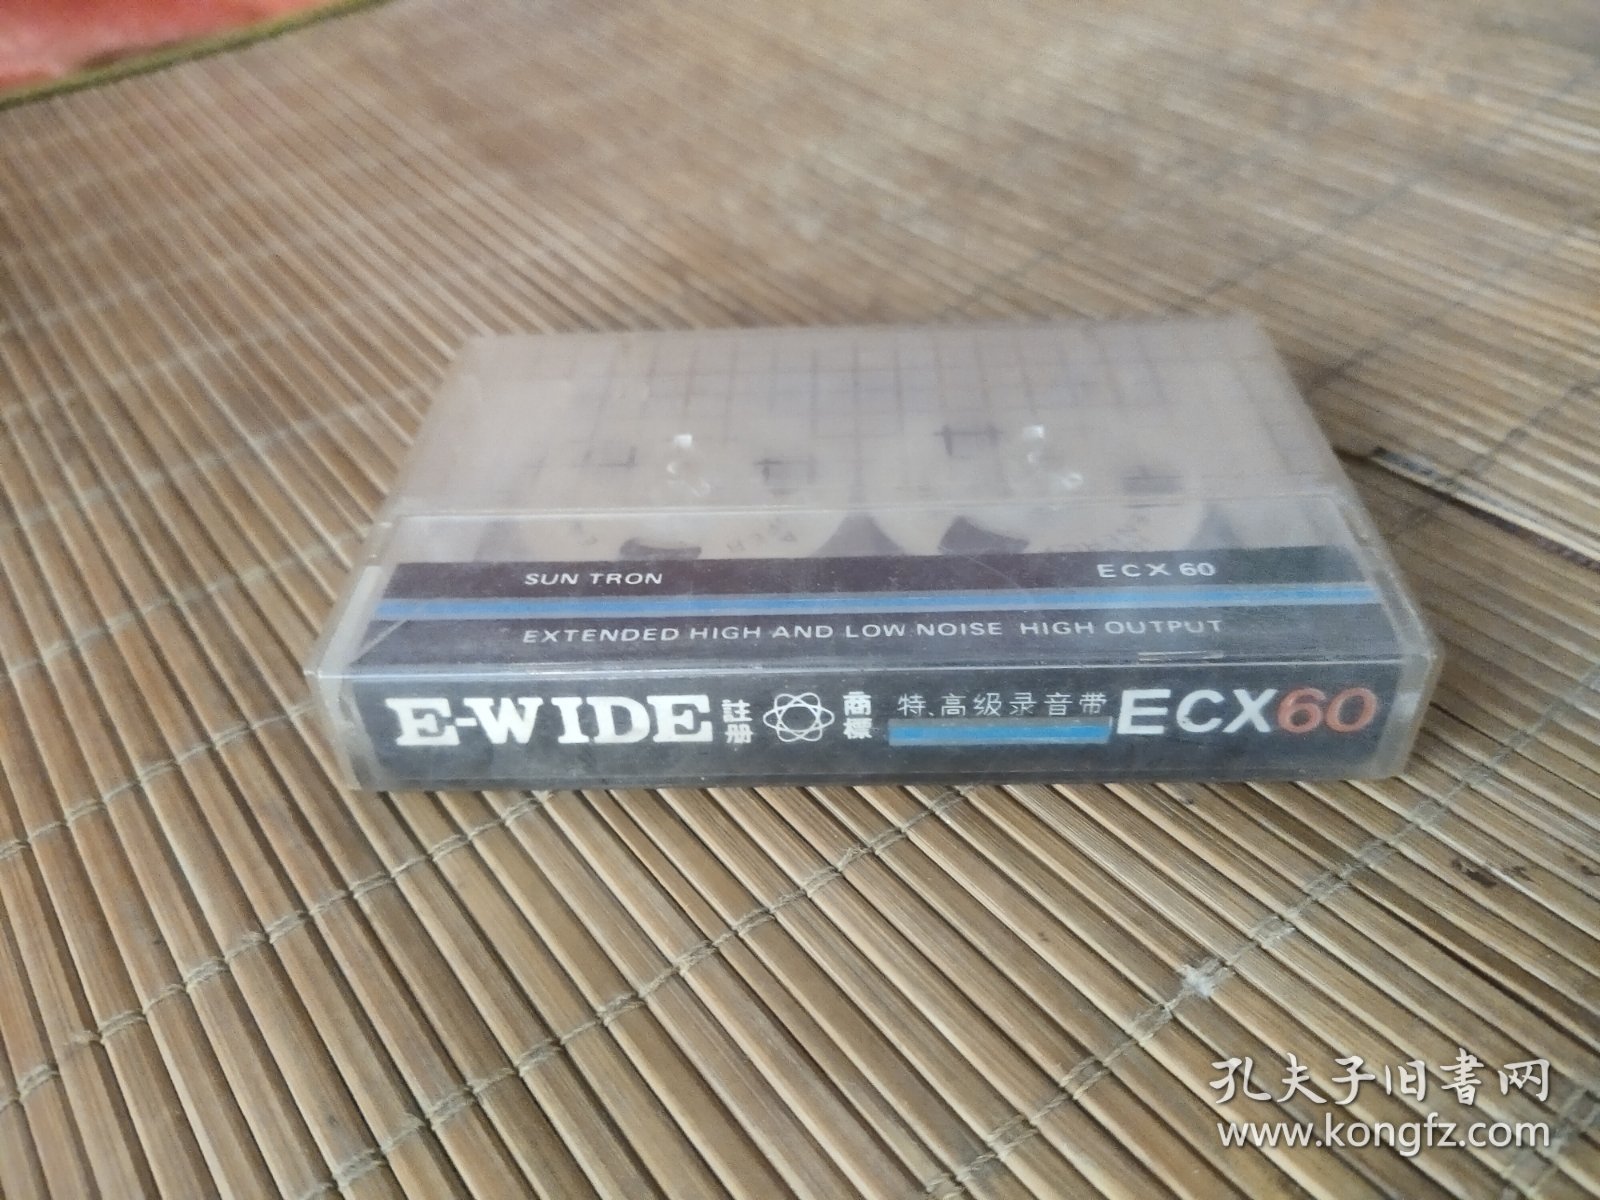 SUN TRON ECX 60
EXTENDED HIGH AND LOW NOISE HIGH OUTPUT
E-WIDE 註册 商標 特、高级录音带 ECX60
孔夫子旧書网
www.kongfz.com